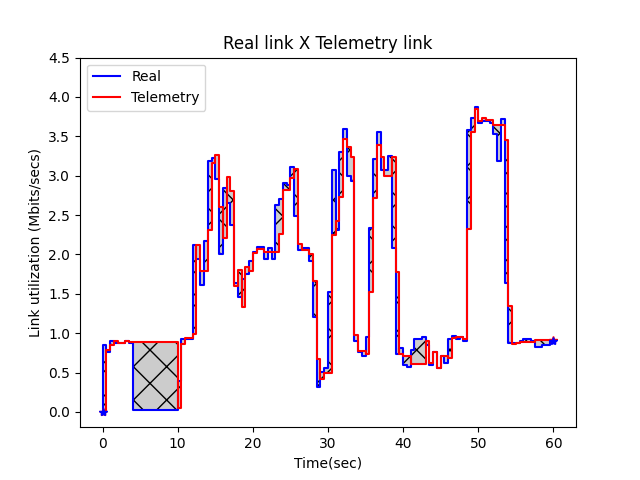 Real link X Telemetry link
Real
Telemetry
4.5
4.0
3.5
3.0
2.5
2.0
1.5
1.0
0.5
0.0
Link utilization (Mbits/secs)
0 10 20 30 40 50 60
Time(sec)